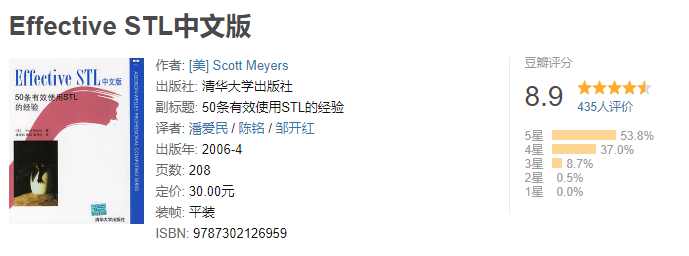 Effective STL中文版
Effective STL 中文版
50条有效使用STL
的经验
ADDISON-WESLEY PROFESSIONAL COMPUTING SERIES
清华大学出版社
作者: [美] Scott Meyers
出版社: 清华大学出版社
副标题: 50条有效使用STL的经验
译者: 潘爱民 / 陈铭 / 邹开红
出版年: 2006-4
页数: 208
定价: 30.00元
装帧: 平装
ISBN: 9787302126959
豆瓣评分
8.9
435人评价
5星 53.8%
4星 37.0%
3星 8.7%
2星 0.5%
1星 0.0%